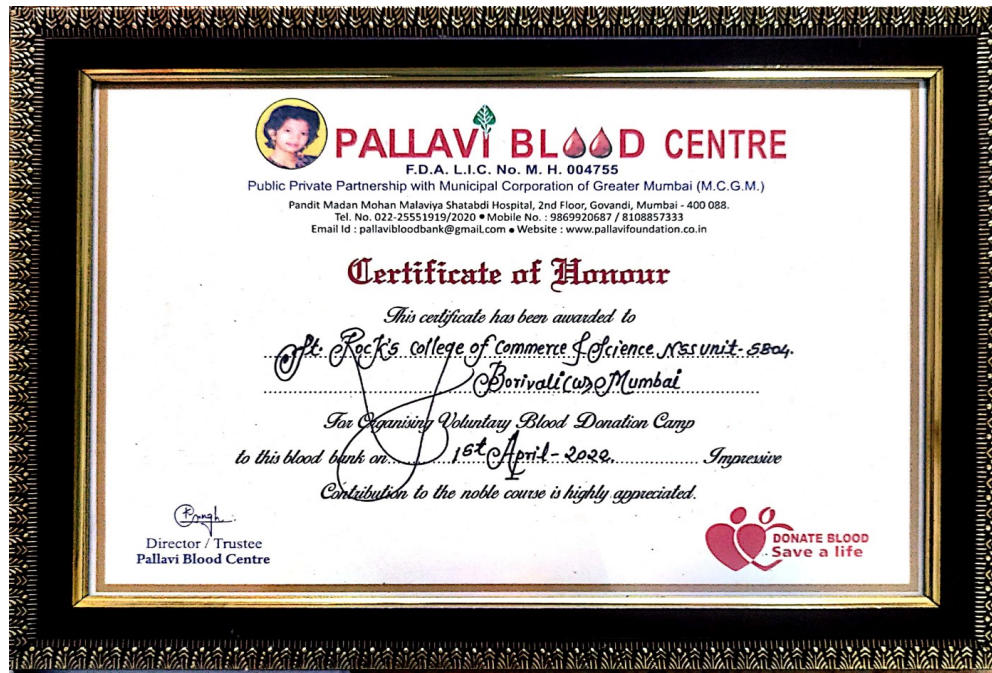 PALLAVI BLOOD CENTRE
F.D.A. L.I.C. No. M. H. 004755
Public Private Partnership with Municipal Corporation of Greater Mumbai (M.C.G.M.)
Pandit Madan Mohan Malaviya Shatabdi Hospital, 2nd Floor, Govandi, Mumbai - 400 088.
Tel. No. 022-25551919/2020 ● Mobile No. : 9869920687 / 8108857333
Email Id : pallavibloodbank@gmail.com ● Website : www.pallavifoundation.co.in
Certificate of Honour
This certificate has been awarded to
St. Rock's College of Commerce & Science NSS unit - 5804.
Borivali (w) Mumbai
For Organising Voluntary Blood Donation Camp
to this blood bank on 1st April - 2022. Impressive
Contribution to the noble course is highly appreciated.
Director / Trustee
Pallavi Blood Centre
DONATE BLOOD
Save a life